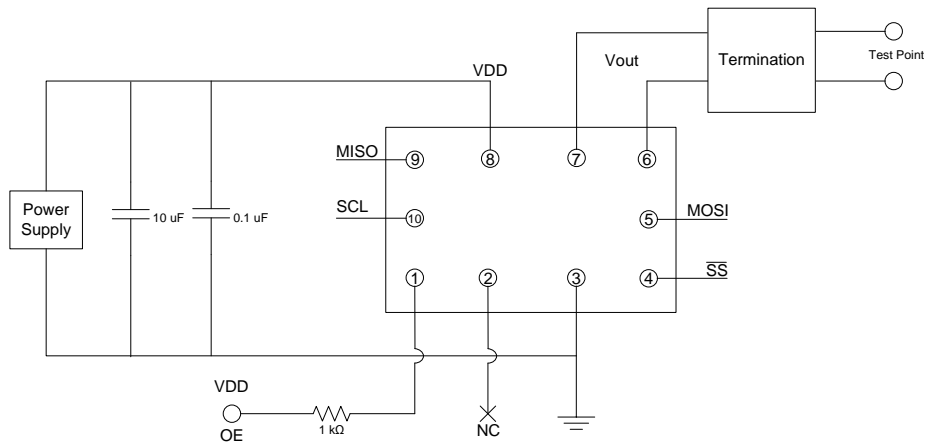 Vout
Termination
Test Point
VDD
MISO
9
8
7
6
Power
Supply
10 uF
0.1 uF
SCL
10
5
MOSI
1
2
3
4
SS
VDD
OE
1 kΩ
NC